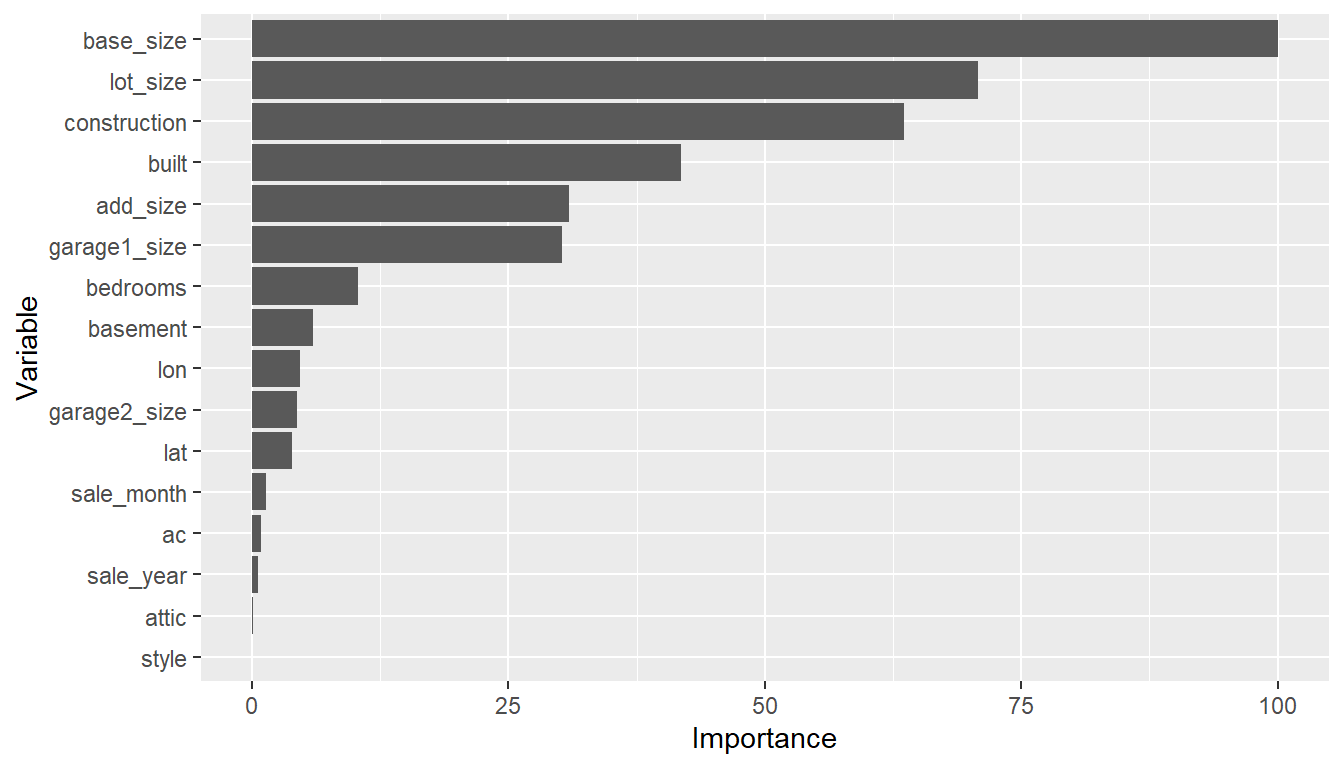 base_size
lot_size
construction
built
add_size
garage1_size
bedrooms
basement
lon
garage2_size
lat
sale_month
ac
sale_year
attic
style
Variable
0 25 50 75 100
Importance